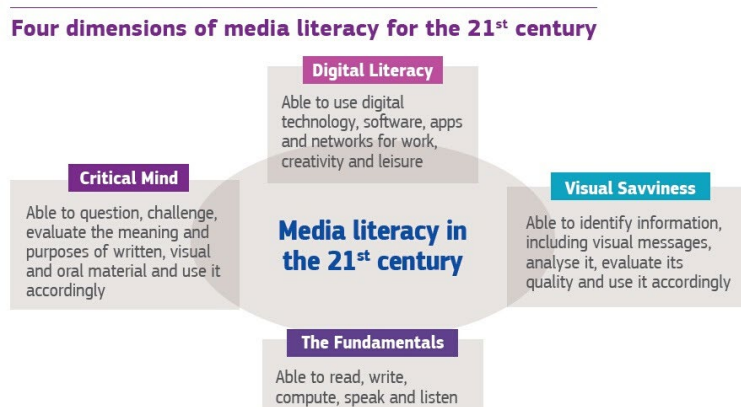 Four dimensions of media literacy for the 21st century
Digital Literacy
Able to use digital
technology, software, apps
and networks for work,
creativity and leisure
Critical Mind
Able to question, challenge,
evaluate the meaning and
purposes of written, visual
and oral material and use it
accordingly
Media literacy in
the 21st century
Visual Savviness
Able to identify information,
including visual messages,
analyse it, evaluate its
quality and use it accordingly
The Fundamentals
Able to read, write,
compute, speak and listen